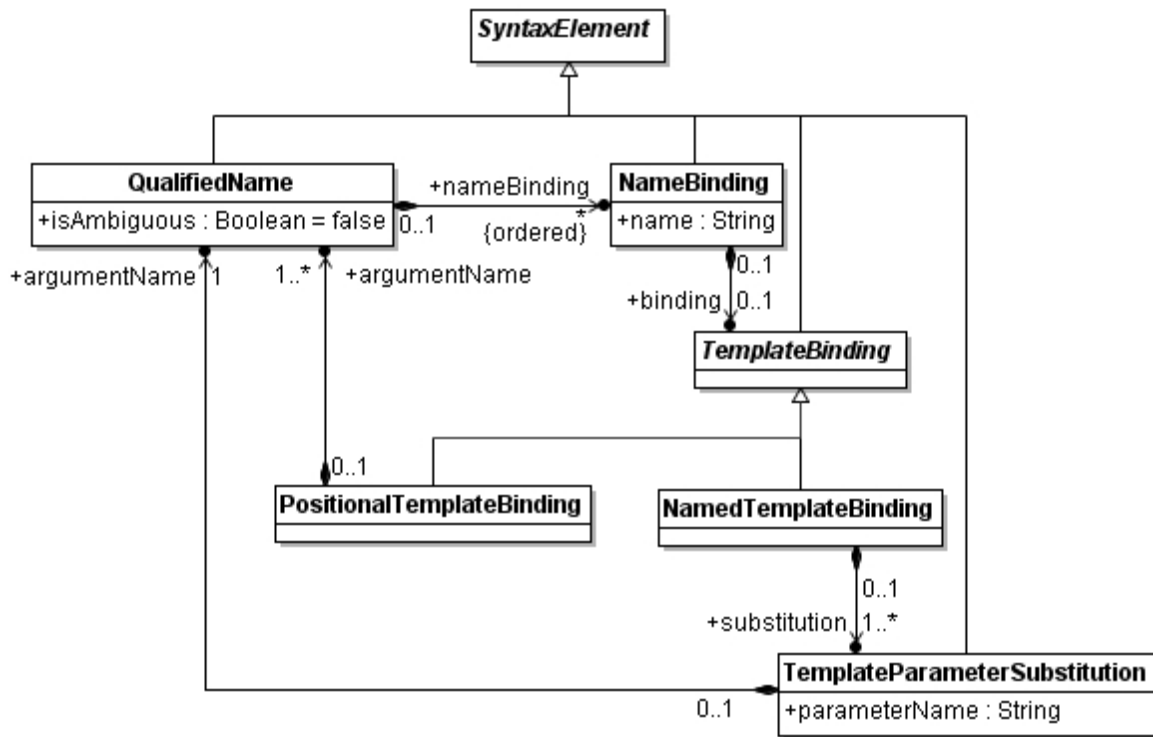 SyntaxElement
QualifiedName
+isAmbiguous : Boolean = false
+nameBinding
0..1
*
{ordered}
NameBinding
+name : String
+argumentName 1
1..* +argumentName
0..1
+binding 0..1
TemplateBinding
0..1
PositionalTemplateBinding
NamedTemplateBinding
0..1
+substitution 1..*
TemplateParameterSubstitution
+parameterName : String
0..1